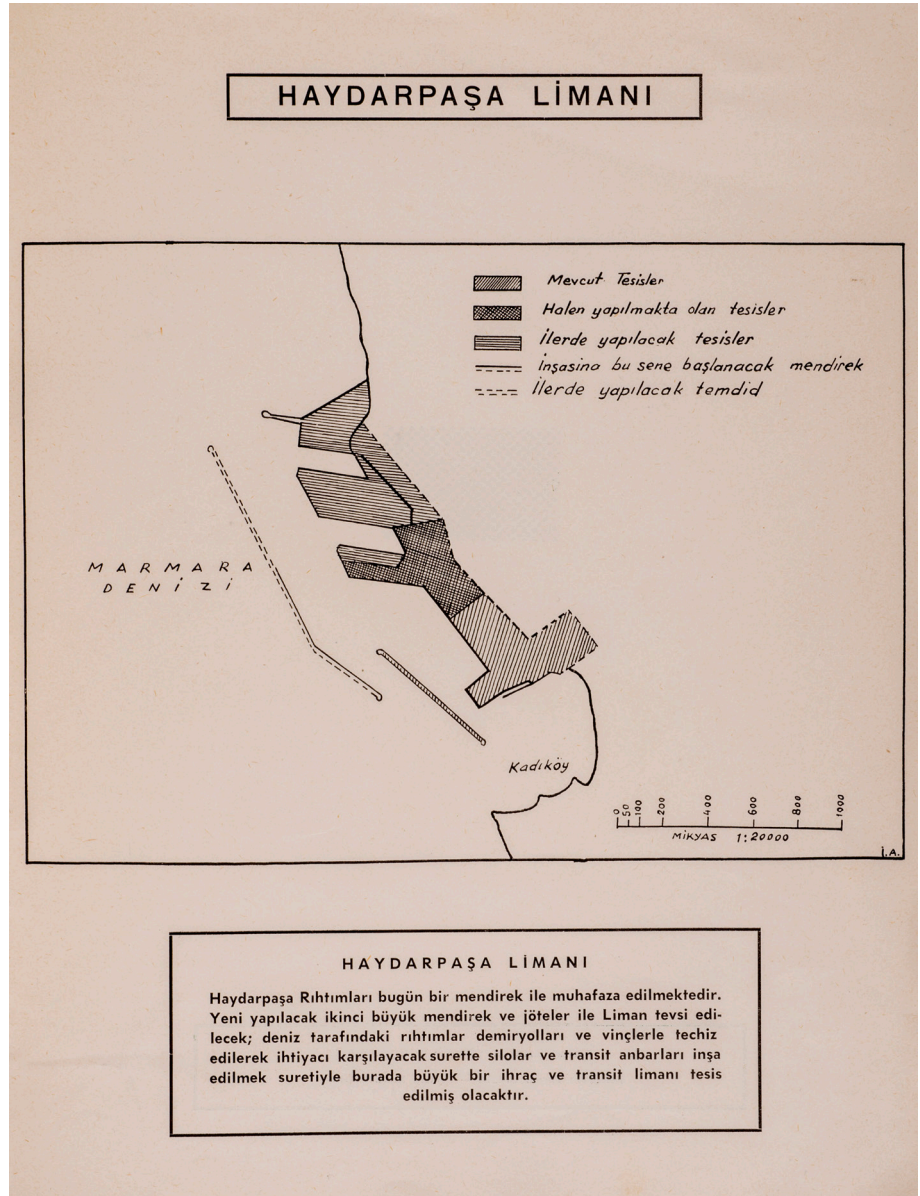 HAYDARPAŞA LİMANI
Mevcut Tesisler
Halen yapılmakta olan tesisler
İlerde yapılacak tesisler
İnşasına bu sene başlanacak mendirek
İlerde yapılacak temdid
MARMARA
DENİZİ
Kadıköy
0 50 100 200 400 600 800 1000
MİKYAS 1:20000
İ.A.
HAYDARPAŞA LİMANI
Haydarpaşa Rıhtımları bugün bir mendirek ile muhafaza edilmektedir.
Yeni yapılacak ikinci büyük mendirek ve jöteler ile Liman tevsi edi-
lecek; deniz tarafındaki rıhtımlar demiryolları ve vinçlerle techiz
edilerek ihtiyacı karşılayacak surette silolar ve transit anbarları inşa
edilmek suretiyle burada büyük bir ihraç ve transit limanı tesis
edilmiş olacaktır.